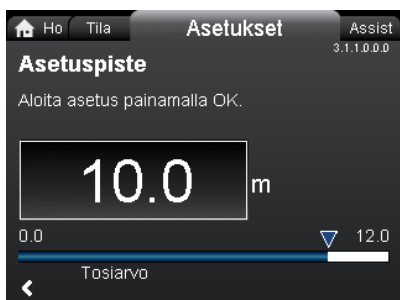 Ho Tila Asetukset Assist
3.1.1.0.0.0
Asetuspiste
Aloita asetus painamalla OK.
10.0 m
0.0 12.0
Tosiarvo